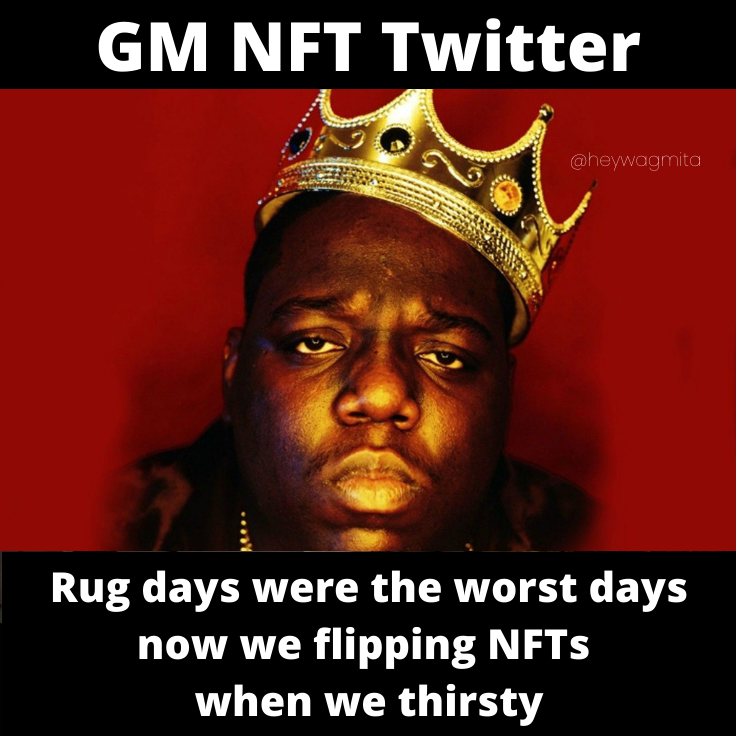 GM NFT Twitter
@heywagmita
Rug days were the worst days
now we flipping NFTs
when we thirsty